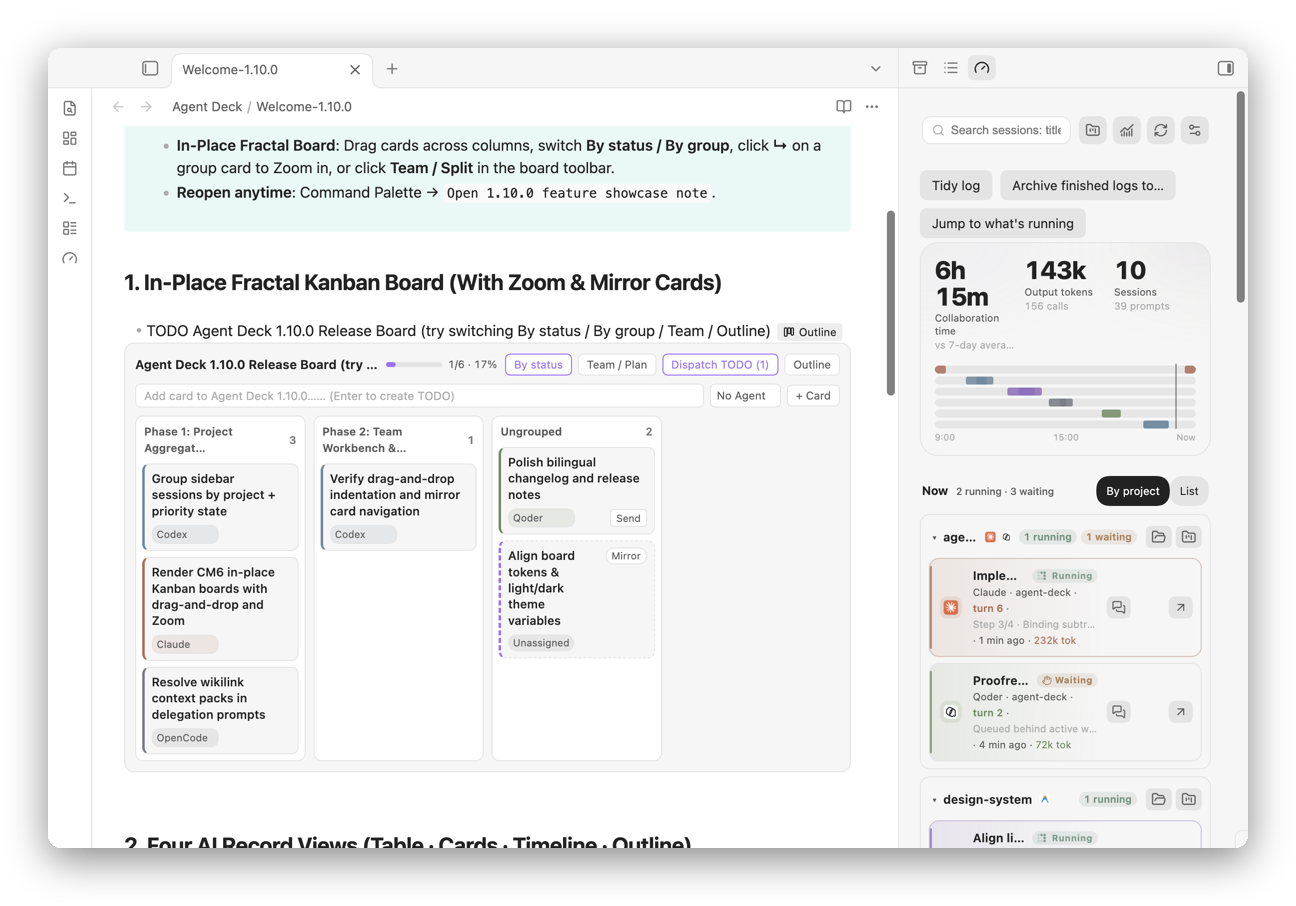 Welcome-1.10.0
Agent Deck / Welcome-1.10.0
In-Place Fractal Board: Drag cards across columns, switch By status / By group, click ↳ on a
group card to Zoom in, or click Team / Split in the board toolbar.
Reopen anytime: Command Palette → Open 1.10.0 feature showcase note.
1. In-Place Fractal Kanban Board (With Zoom & Mirror Cards)
TODO Agent Deck 1.10.0 Release Board (try switching By status / By group / Team / Outline) Outline
Agent Deck 1.10.0 Release Board (try ... 1/6 · 17% By status Team / Plan Dispatch TODO (1) Outline
Add card to Agent Deck 1.10.0...... (Enter to create TODO) No Agent + Card
Phase 1: Project
Aggregat...
3
Group sidebar
sessions by project +
priority state
Codex
Render CM6 in-place
Kanban boards with
drag-and-drop and
Zoom
Claude
Resolve wikilink
context packs in
delegation prompts
OpenCode
Phase 2: Team
Workbench &...
1
Verify drag-and-drop
indentation and mirror
card navigation
Codex
Ungrouped 2
Polish bilingual
changelog and release
notes
Qoder Send
Align board
tokens &
light/dark
theme
variables
Mirror
Unassigned
2. Four AI Record Views (Table · Cards · Timeline · Outline)
Search sessions: title
Tidy log Archive finished logs to...
Jump to what's running
6h
15m
Collaboration
time
vs 7-day avera...
143k
Output tokens
156 calls
10
Sessions
39 prompts
9:00 15:00 Now
Now 2 running · 3 waiting By project List
age... 1 running 1 waiting
Imple... Running
Claude · agent-deck ·
turn 6 ·
Step 3/4 · Binding subtr...
· 1 min ago · 232k tok
Proofre... Waiting
Qoder · agent-deck ·
turn 2 ·
Queued behind active w...
· 4 min ago · 72k tok
design-system 1 running
Align li... Running